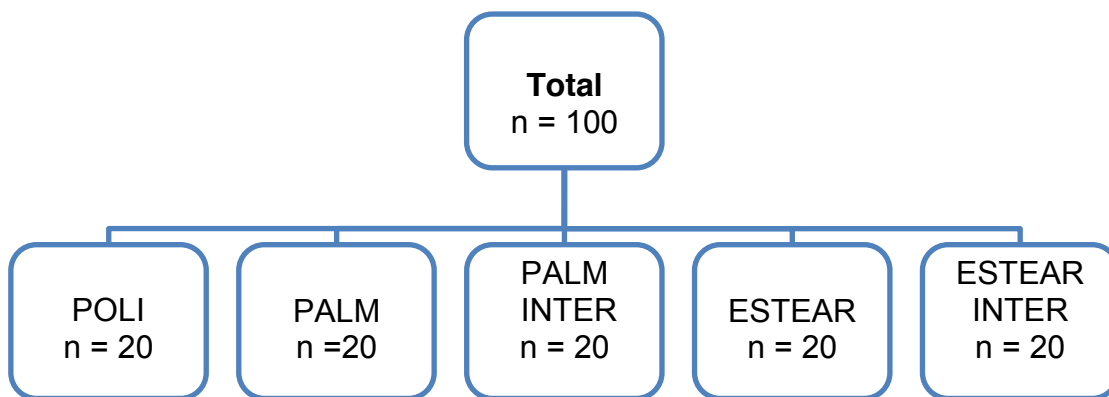 Total
n = 100
POLI
n = 20
PALM
n =20
PALM
INTER
n = 20
ESTEAR
n = 20
ESTEAR
INTER
n = 20